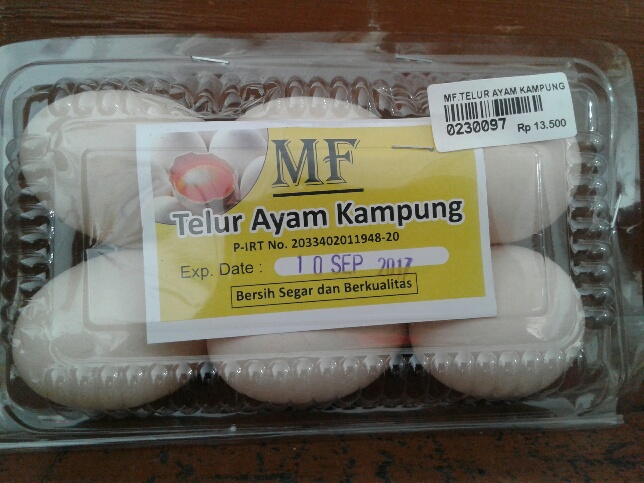 MF.TELUR AYAM KAMPUNG
0230097 Rp 13.500
MF
Telur Ayam Kampung
P-IRT No. 2033402011948-20
Exp. Date : 10 SEP 2017
Bersih Segar dan Berkualitas